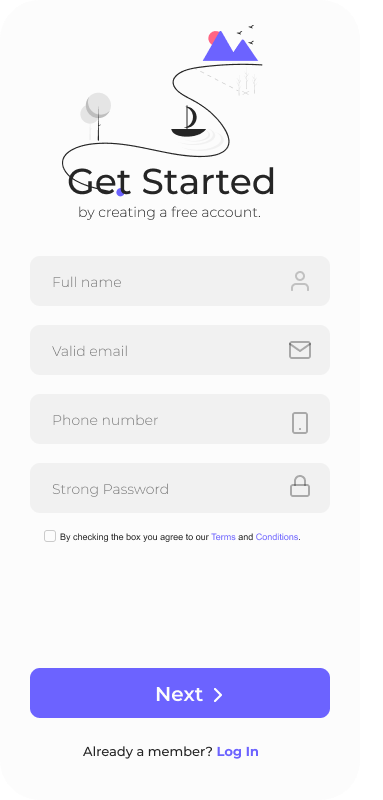 Get Started
by creating a free account.
Full name
Valid email
Phone number
Strong Password
By checking the box you agree to our Terms and Conditions.
Next
Already a member? Log In